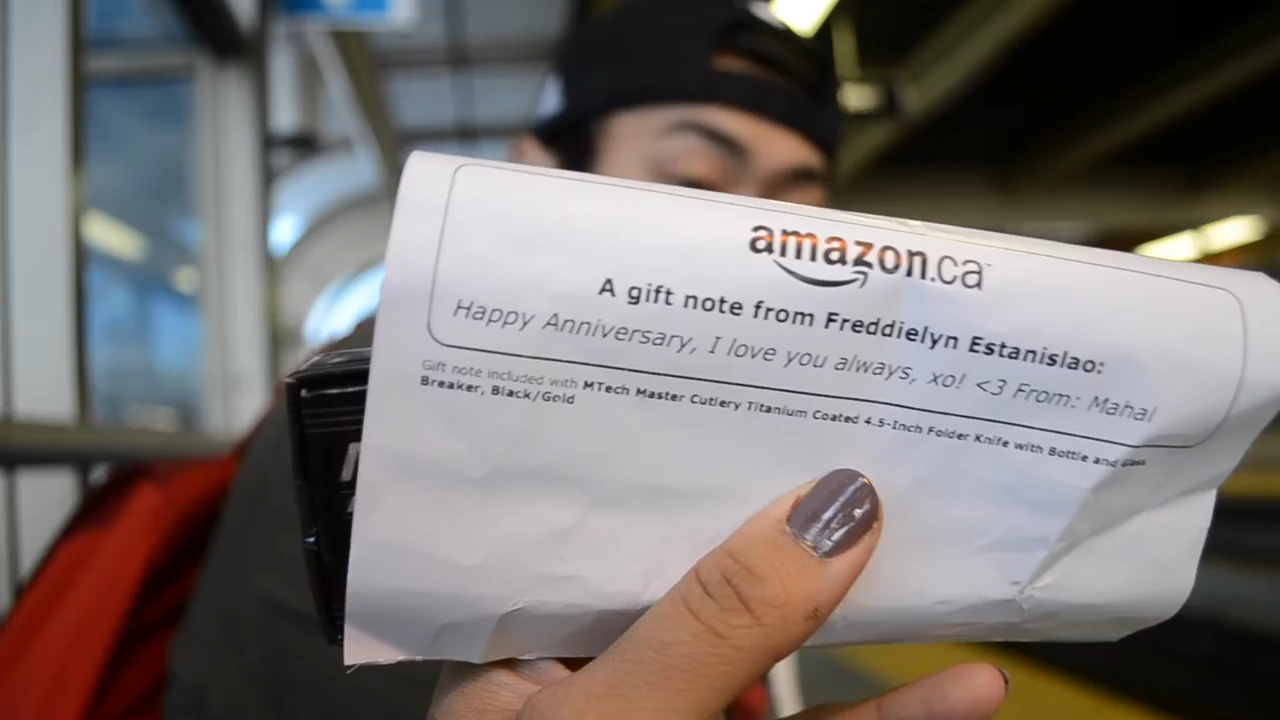 amazon.ca
A gift note from Freddielyn Estanislao:
Happy Anniversary, I love you always, xo! <3 From: Mahal
Gift note included with MTech Master Cutlery Titanium Coated 4.5-Inch Folder Knife with Bottle and Glass
Breaker, Black/Gold